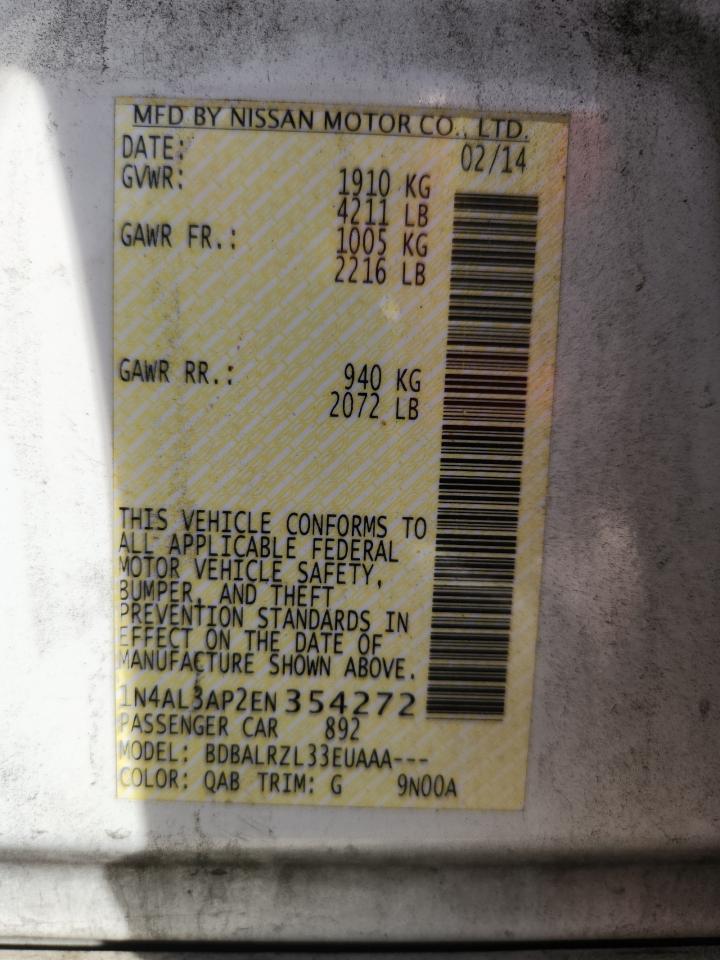 MFD BY NISSAN MOTOR CO., LTD.
DATE: 02/14
GVWR: 1910 KG
4211 LB
GAWR FR.: 1005 KG
2216 LB
GAWR RR.: 940 KG
2072 LB
THIS VEHICLE CONFORMS TO
ALL APPLICABLE FEDERAL
MOTOR VEHICLE SAFETY,
BUMPER, AND THEFT
PREVENTION STANDARDS IN
EFFECT ON THE DATE OF
MANUFACTURE SHOWN ABOVE.
1N4AL3AP2EN354272
PASSENGER CAR 892
MODEL: BDBALRZL33EUAAA---
COLOR: QAB TRIM: G 9N00A